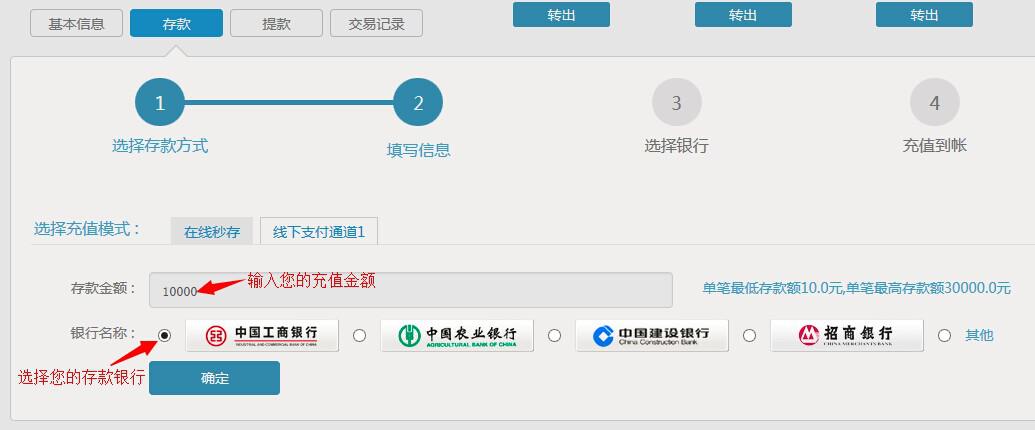 基本信息 存款 提款 交易记录 转出 转出 转出
1 2 3 4
选择存款方式 填写信息 选择银行 充值到帐
选择充值模式： 在线秒存 线下支付通道1
输入您的充值金额
存款金额： 10000 单笔最低存款额10.0元,单笔最高存款额30000.0元
银行名称： 中国工商银行 中国农业银行 中国建设银行 招商银行 其他
INDUSTRIAL AND COMMERCIAL BANK OF CHINA AGRICULTURAL BANK OF CHINA China Construction Bank CHINA MERCHANTS BANK
选择您的存款银行 确定